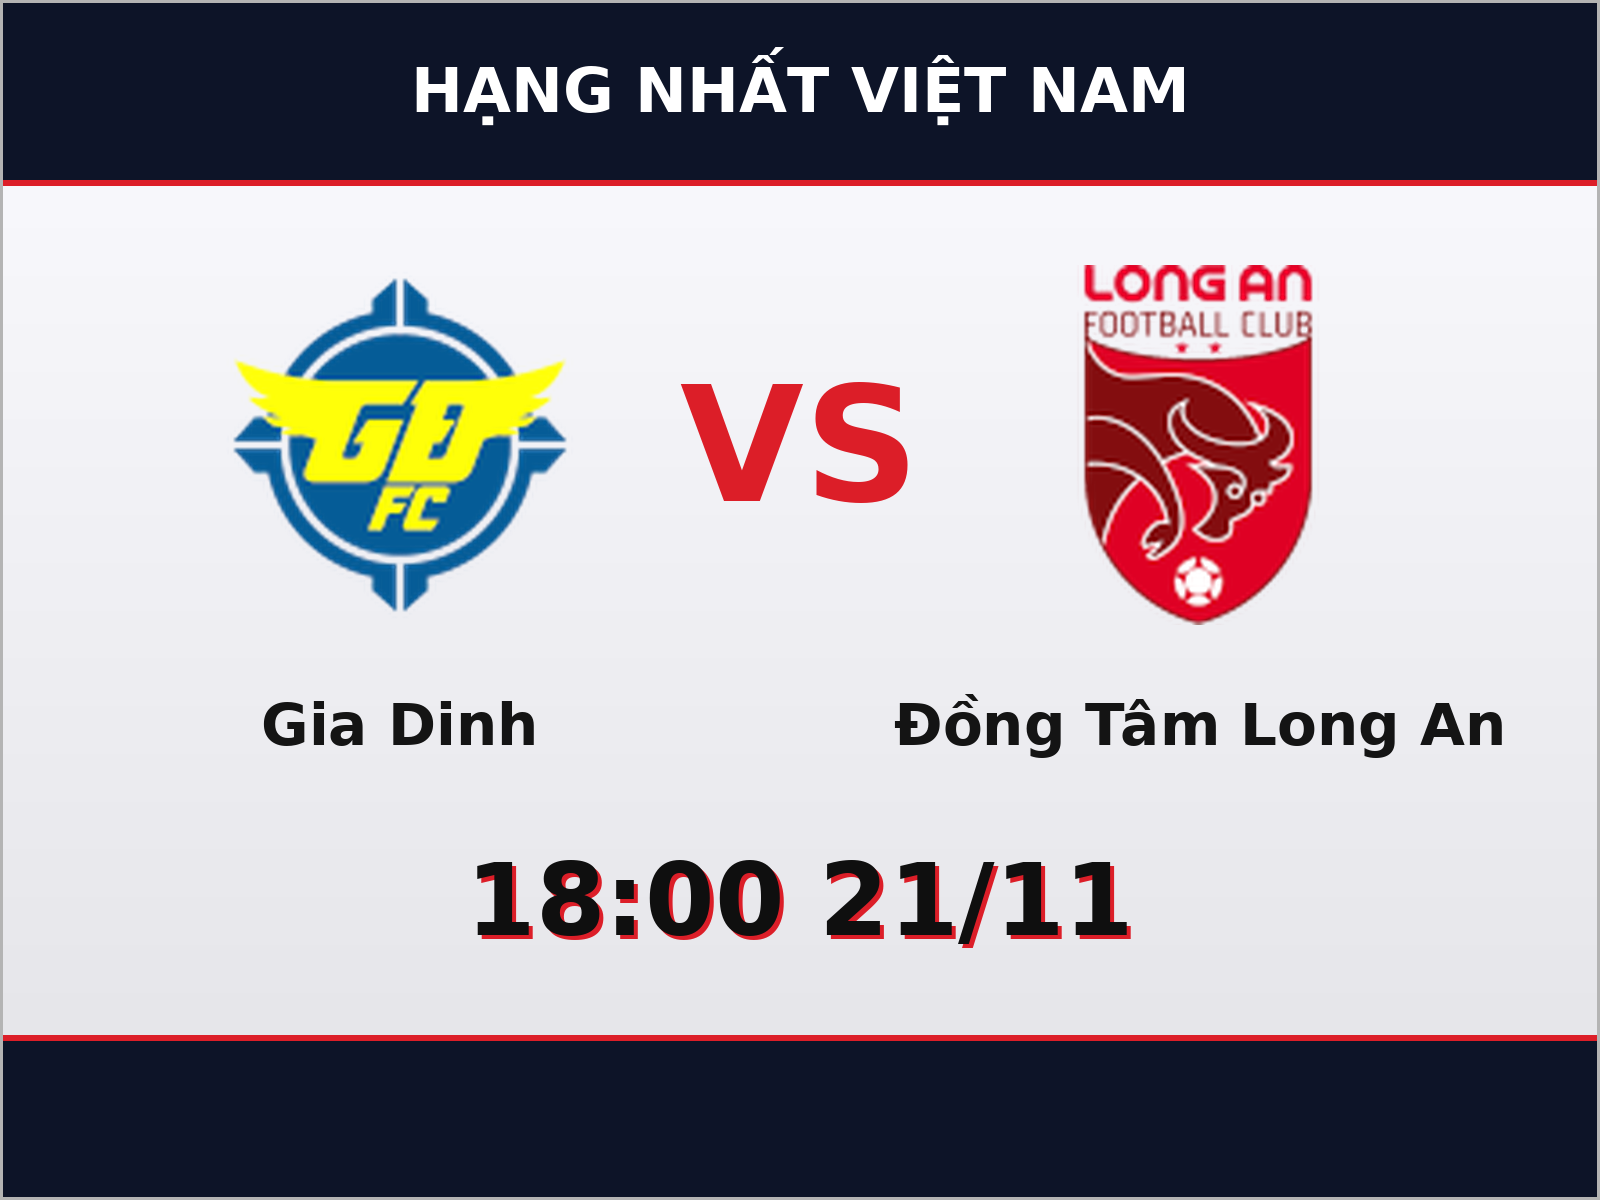 HẠNG NHẤT VIỆT NAM
LONG AN
FOOTBALL CLUB
GĐ
FC
VS
Gia Dinh
Đồng Tâm Long An
18:00 21/11